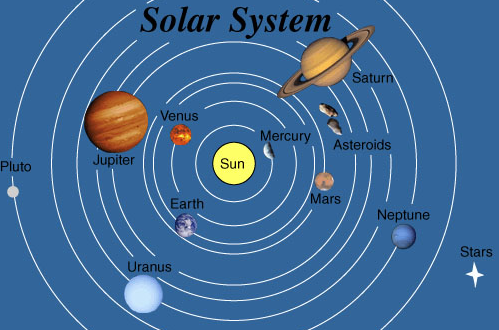 Solar System
Saturn
Venus
Mercury
Asteroids
Jupiter
Sun
Pluto
Mars
Earth
Neptune
Stars
Uranus